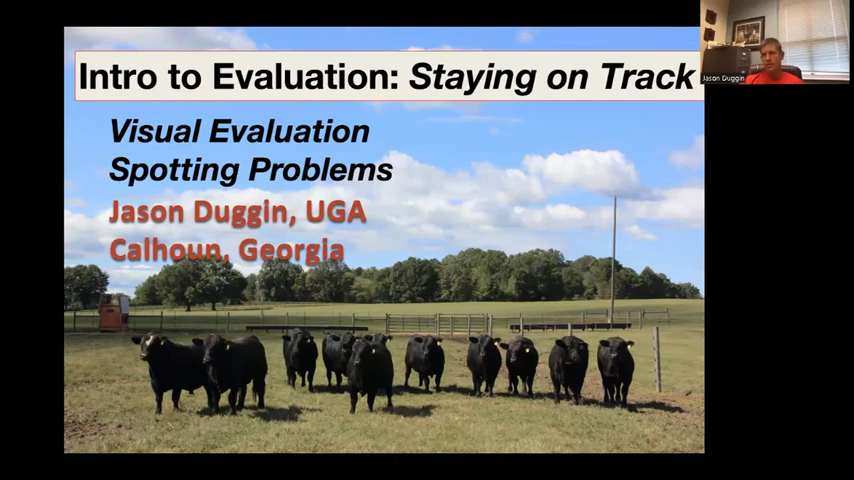 Intro to Evaluation: Staying on Track
Visual Evaluation
Spotting Problems
Jason Duggin, UGA
Calhoun, Georgia
Jason Duggin